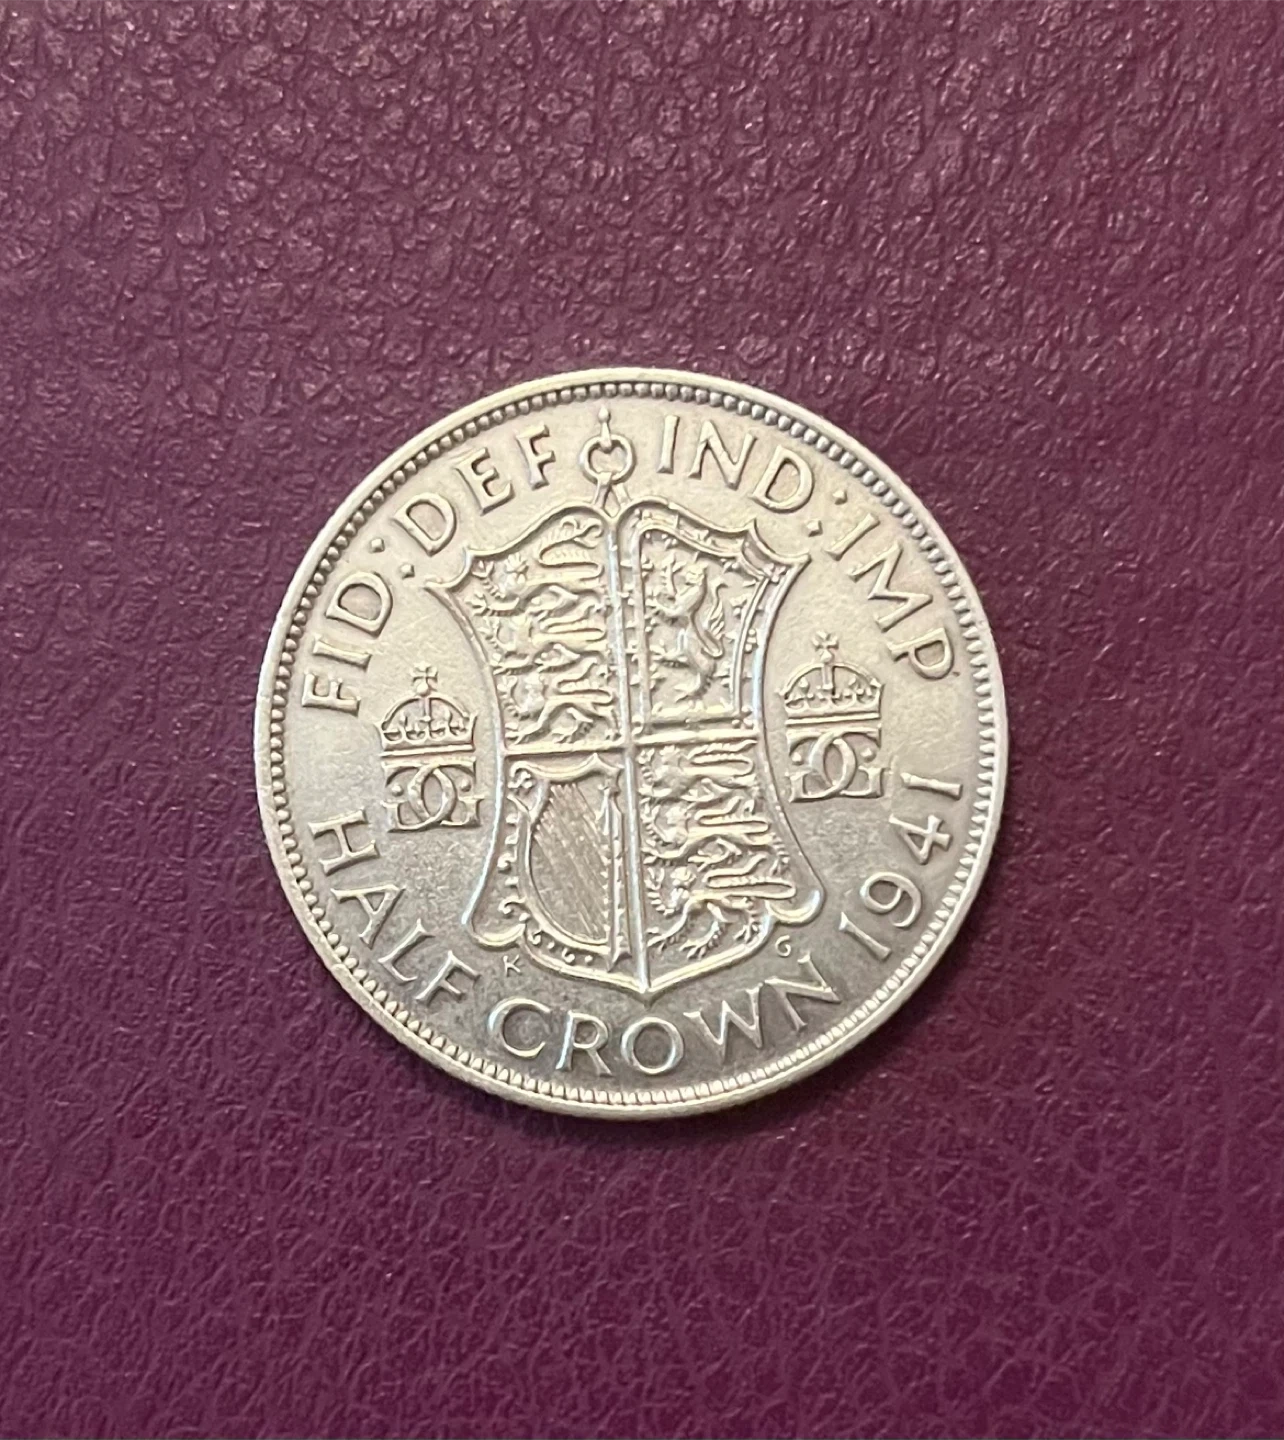 FID:DEF IND:IMP
HALF CROWN 1941
K G